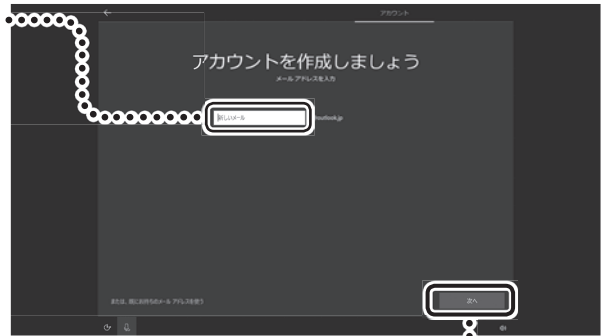 アカウント
アカウントを作成しましょう
メール アドレスを入力
新しいメール
@outlook.jp
または、既にお持ちのメール アドレスを使う
次へ